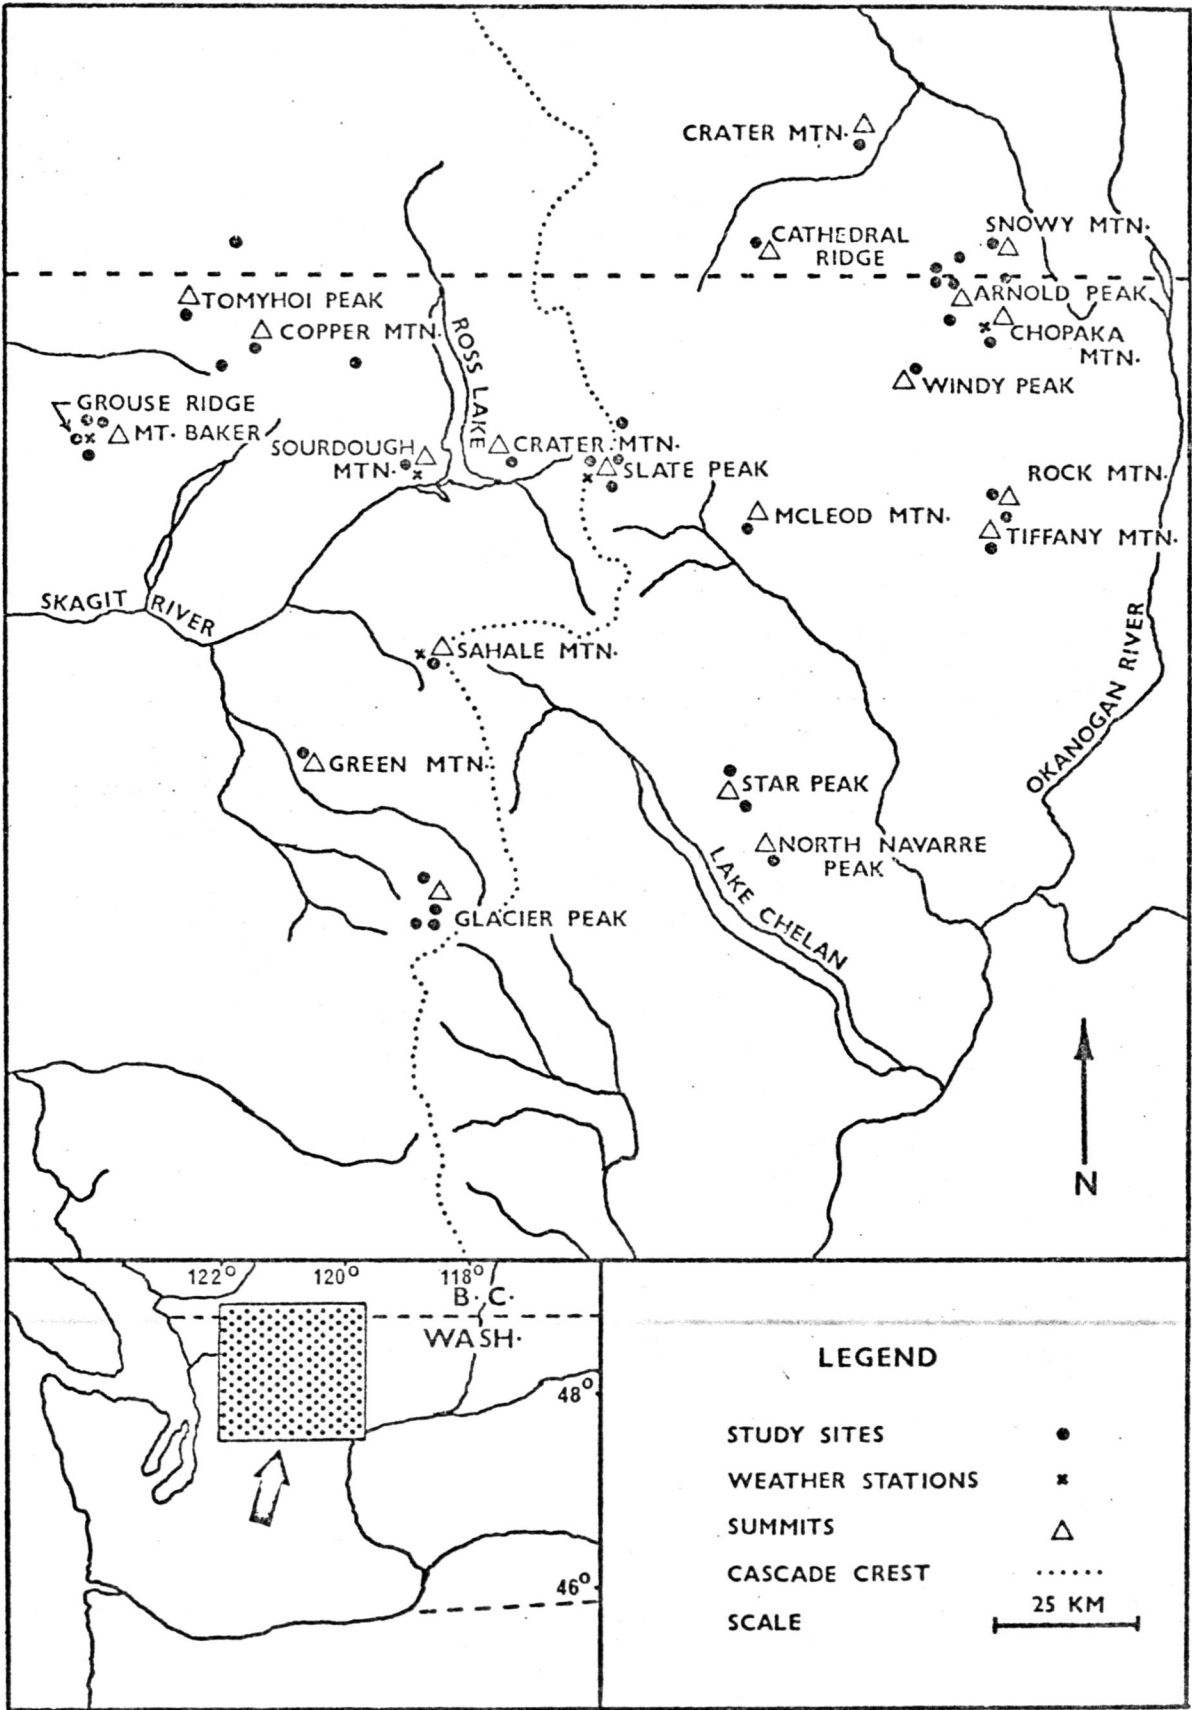 CRATER MTN.
SNOWY MTN.
CATHEDRAL
RIDGE
ARNOLD PEAK
TOMYHOI PEAK
COPPER MTN.
CHOPAKA
MTN.
ROSS LAKE
WINDY PEAK
GROUSE RIDGE
MT. BAKER
SOURDOUGH
MTN.
CRATER MTN.
SLATE PEAK
ROCK MTN.
MCLEOD MTN.
TIFFANY MTN.
SKAGIT RIVER
SAHALE MTN.
OKANOGAN RIVER
GREEN MTN.
STAR PEAK
NORTH NAVARRE
PEAK
LAKE CHELAN
GLACIER PEAK
N
122° 120° 118°
B.C.
WASH.
48°
46°
LEGEND
STUDY SITES
WEATHER STATIONS
SUMMITS
CASCADE CREST
SCALE 25 KM